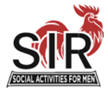 SIR
SOCIAL ACTIVITIES FOR MEN